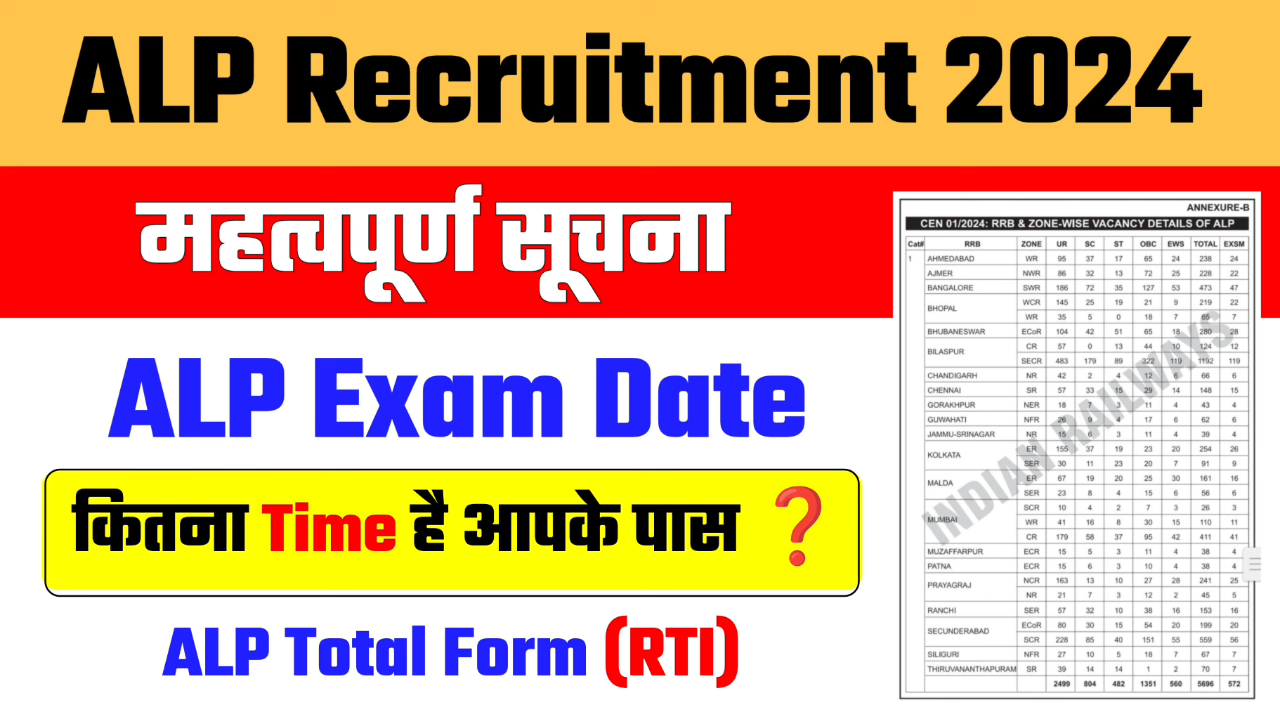 ALP Recruitment 2024
महत्वपूर्ण सूचना
ALP Exam Date
कितना Time है आपके पास ❓
ALP Total Form (RTI)
ANNEXURE-B
CEN 01/2024: RRB & ZONE-WISE VACANCY DETAILS OF ALP
Cat# RRB ZONE UR SC ST OBC EWS TOTAL EXSM
1 AHMEDABAD WR 95 37 17 65 24 238 24
AJMER NWR 86 32 13 72 25 228 22
BANGALORE SWR 186 72 35 127 53 473 47
BHOPAL WCR 145 25 19 21 9 219 22
WR 35 5 0 18 7 65 7
BHUBANESWAR ECoR 104 42 51 65 18 280 28
BILASPUR CR 57 0 13 44 10 124 12
SECR 483 179 89 322 119 1192 119
CHANDIGARH NR 42 2 4 12 6 66 6
CHENNAI SR 57 33 15 29 14 148 15
GORAKHPUR NER 18 7 3 11 4 43 4
GUWAHATI NFR 26 9 4 17 6 62 6
JAMMU-SRINAGAR NR 15 6 3 11 4 39 4
KOLKATA ER 155 37 19 23 20 254 26
SER 30 11 23 20 7 91 9
MALDA ER 67 19 20 25 30 161 16
SER 23 8 4 15 6 56 6
MUMBAI SCR 10 4 2 7 3 26 3
WR 41 16 8 30 15 110 11
CR 179 58 37 95 42 411 41
MUZAFFARPUR ECR 15 5 3 11 4 38 4
PATNA ECR 15 6 3 10 4 38 4
PRAYAGRAJ NCR 163 13 10 27 28 241 25
NR 21 7 3 12 2 45 5
RANCHI SER 57 32 10 38 16 153 16
SECUNDERABAD ECoR 80 30 15 54 20 199 20
SCR 228 85 40 151 55 559 56
SILIGURI NFR 27 10 5 18 7 67 7
THIRUVANANTHAPURAM SR 39 14 14 1 2 70 7
2499 804 482 1351 560 5696 572
INDIAN RAILWAYS